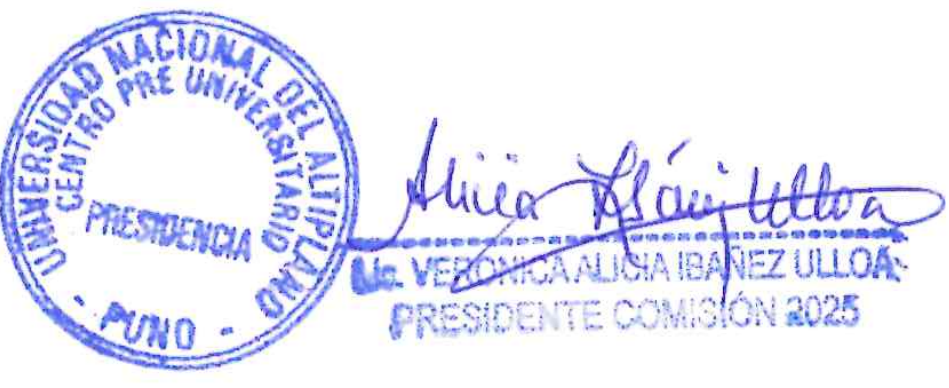 UNIVERSIDAD NACIONAL DEL ALTIPLANO
CENTRO PRE UNIVERSITARIO
PRESIDENCIA
- PUNO -
Alicia Ibáñez Ulloa
Lic. VERONICA ALICIA IBAÑEZ ULLOA
PRESIDENTE COMISIÓN 2025